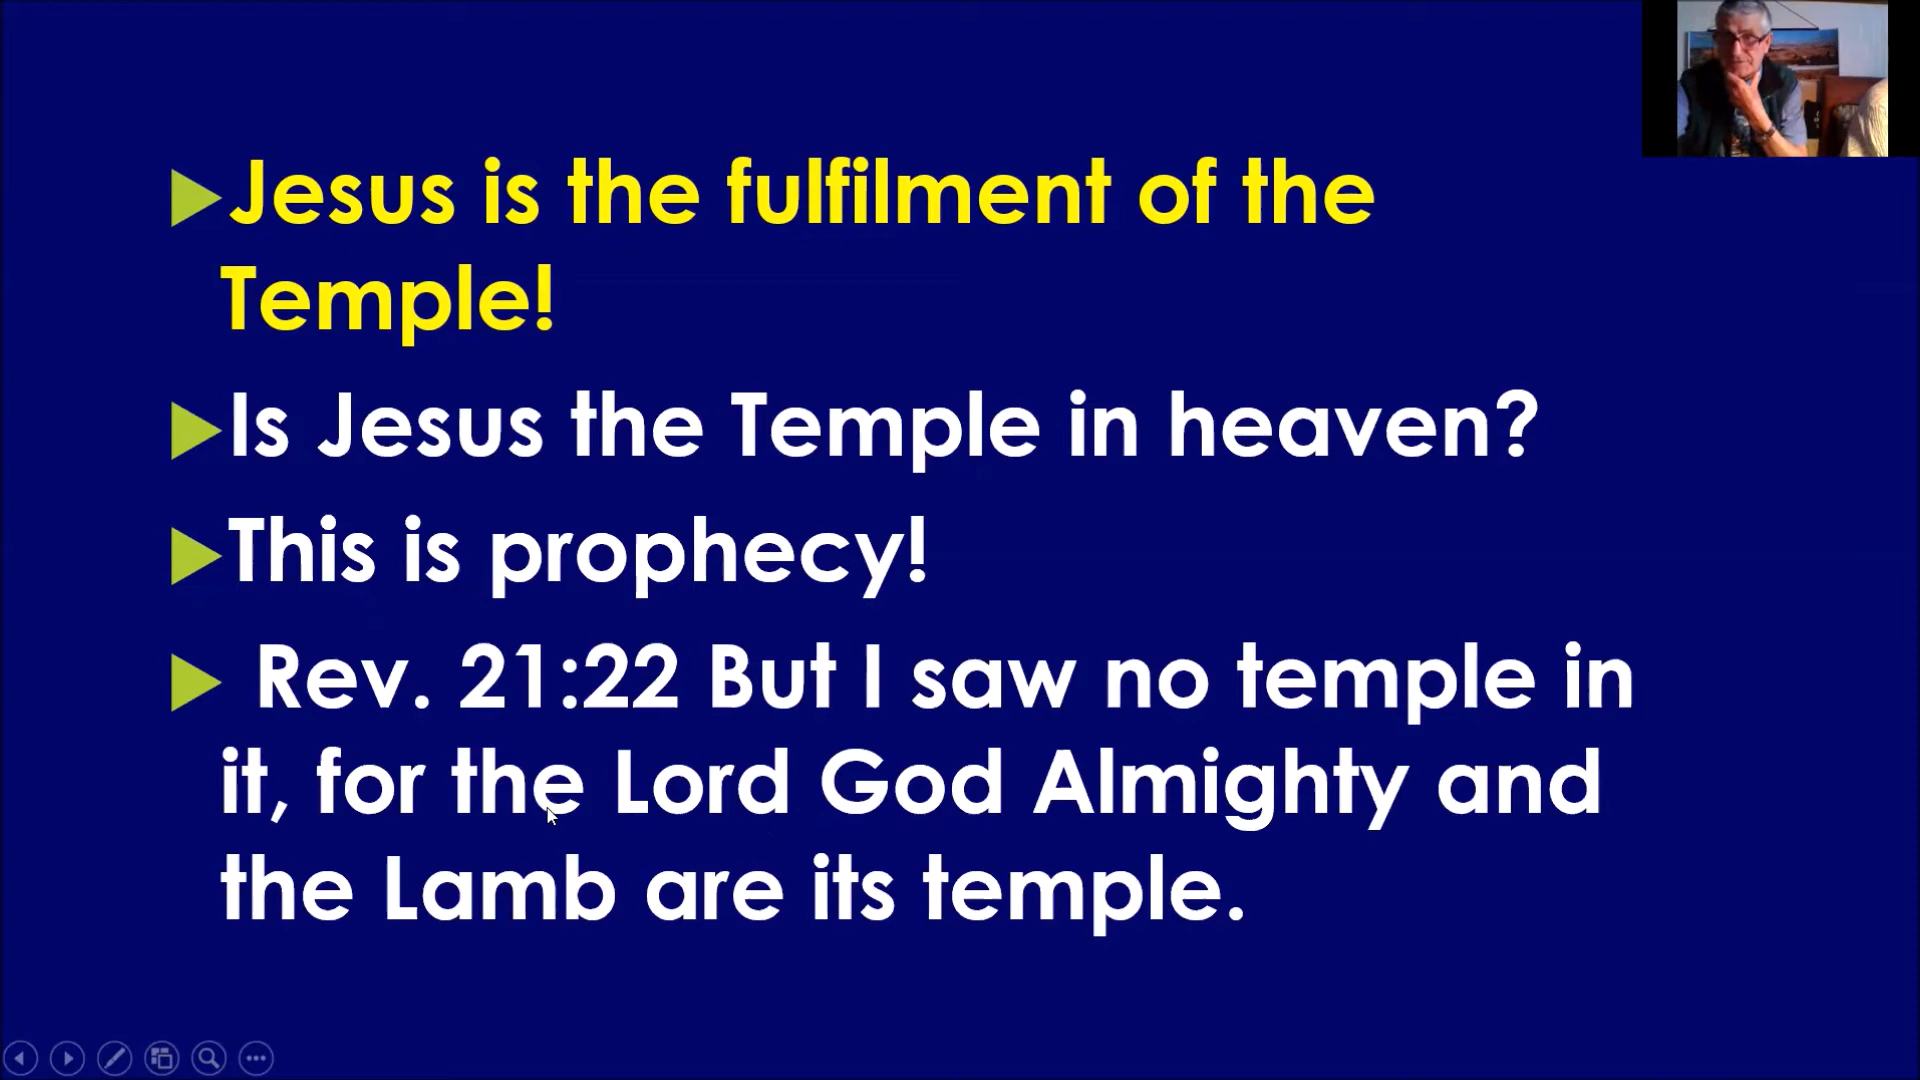 Jesus is the fulfilment of the
Temple!
Is Jesus the Temple in heaven?
This is prophecy!
Rev. 21:22 But I saw no temple in
it, for the Lord God Almighty and
the Lamb are its temple.